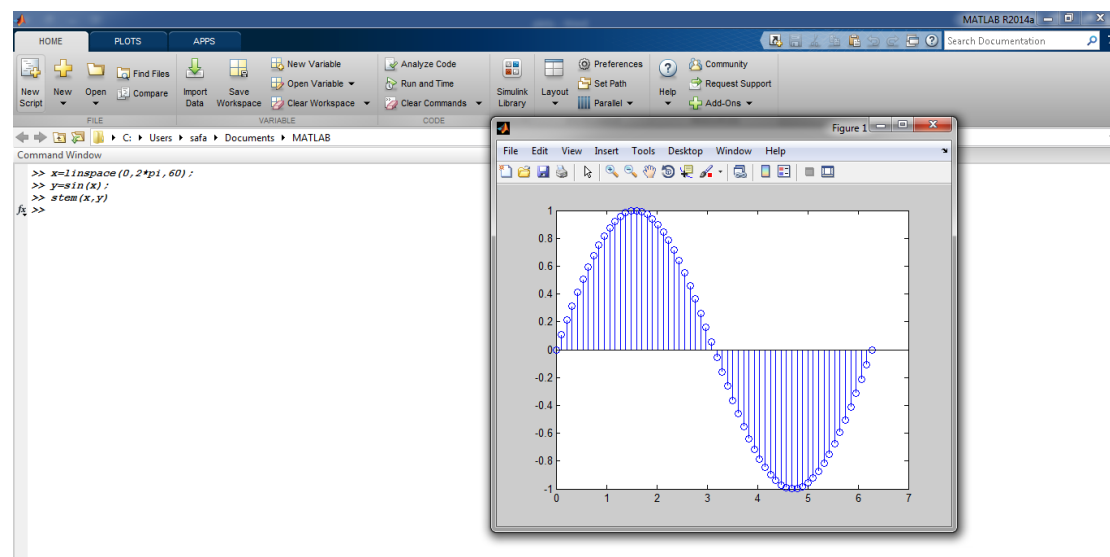 MATLAB R2014a
HOME PLOTS APPS
Search Documentation
New Script
New
Open
Find Files
Compare
Import Data
Save Workspace
New Variable
Open Variable
Clear Workspace
Analyze Code
Run and Time
Clear Commands
Simulink Library
Layout
Preferences
Set Path
Parallel
Help
Community
Request Support
Add-Ons
FILE VARIABLE CODE
C: Users safa Documents MATLAB
Command Window
>> x=linspace(0,2*pi,60);
>> y=sin(x);
>> stem(x,y)
fx >>
Figure 1
File Edit View Insert Tools Desktop Window Help
1
0.8
0.6
0.4
0.2
0
-0.2
-0.4
-0.6
-0.8
-1
0 1 2 3 4 5 6 7